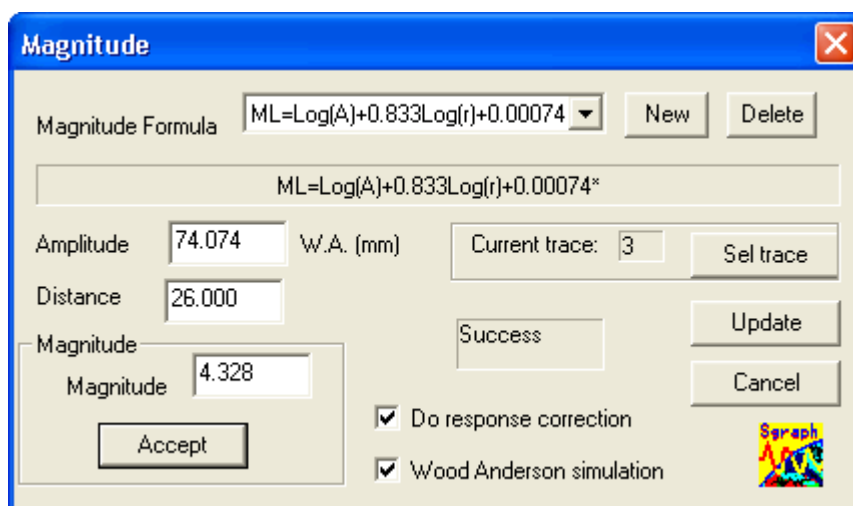 Magnitude
Magnitude Formula
ML=Log(A)+0.833Log(r)+0.00074
New
Delete
ML=Log(A)+0.833Log(r)+0.00074*
Amplitude
74.074
W.A. (mm)
Current trace:
3
Sel trace
Distance
26.000
Update
Success
Magnitude
Magnitude
4.328
Cancel
Accept
Do response correction
Wood Anderson simulation
Sgraph